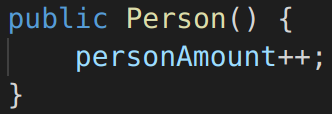 public Person() {
    personAmount++;
}